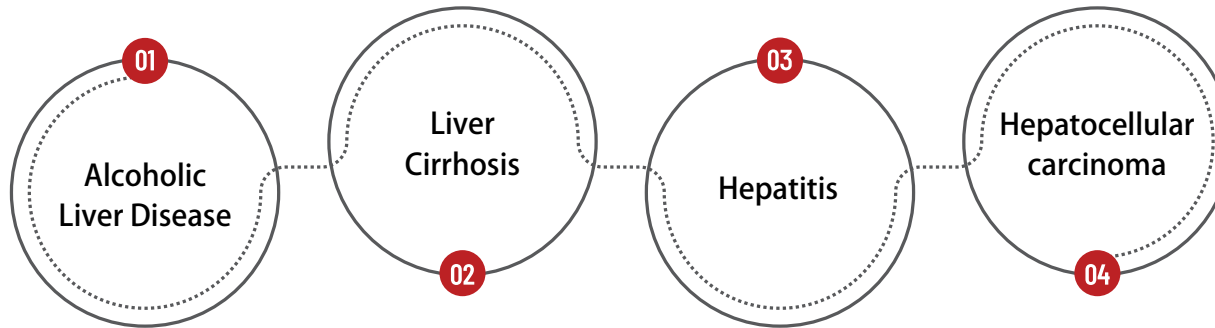 01
Alcoholic
Liver Disease
Liver
Cirrhosis
02
03
Hepatitis
Hepatocellular
carcinoma
04